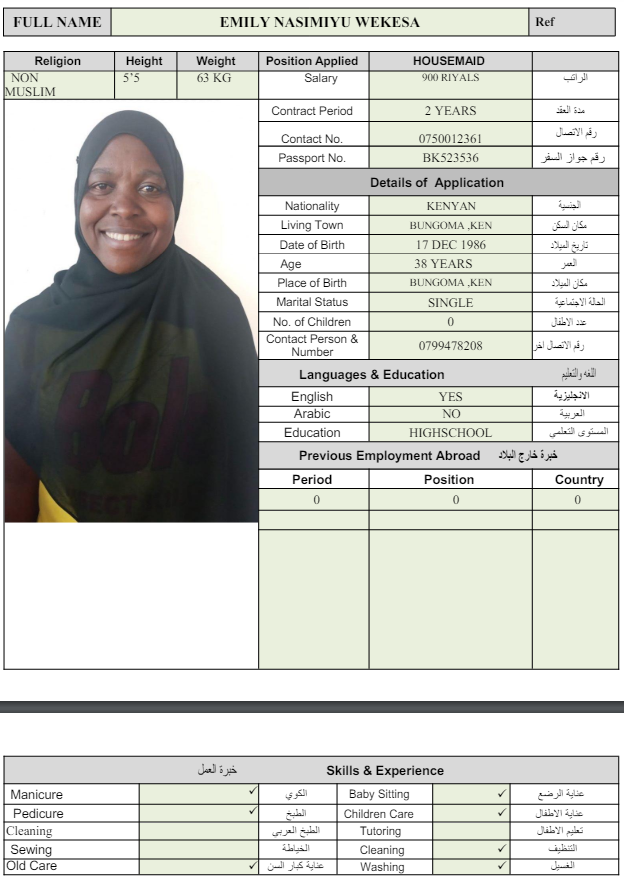 FULL NAME EMILY NASIMIYU WEKESA Ref
Religion Height Weight Position Applied HOUSEMAID
NON MUSLIM 5'5 63 KG Salary 900 RIYALS الراتب
Contract Period 2 YEARS مدة العقد
Contact No. 0750012361 رقم الاتصال
Passport No. BK523536 رقم جواز السفر
Details of Application
Nationality KENYAN الجنسية
Living Town BUNGOMA ,KEN مكان السكن
Date of Birth 17 DEC 1986 تاريخ الميلاد
Age 38 YEARS العمر
Place of Birth BUNGOMA ,KEN مكان الميلاد
Marital Status SINGLE الحالة الاجتماعية
No. of Children 0 عدد الاطفال
Contact Person & Number 0799478208 رقم الاتصال اخر
Languages & Education اللغه والتعليم
English YES الانجليزية
Arabic NO العربية
Education HIGHSCHOOL المستوى التعلمى
Previous Employment Abroad خبرة خارج البلاد
Period Position Country
0 0 0
خبرة العمل Skills & Experience
Manicure ✓ الكوي Baby Sitting ✓ عناية الرضع
Pedicure ✓ الطبخ Children Care ✓ عناية الاطفال
Cleaning الطبخ العربي Tutoring تعليم الاطفال
Sewing الخياطة Cleaning ✓ التنظيف
Old Care ✓ عناية كبار السن Washing ✓ الغسيل